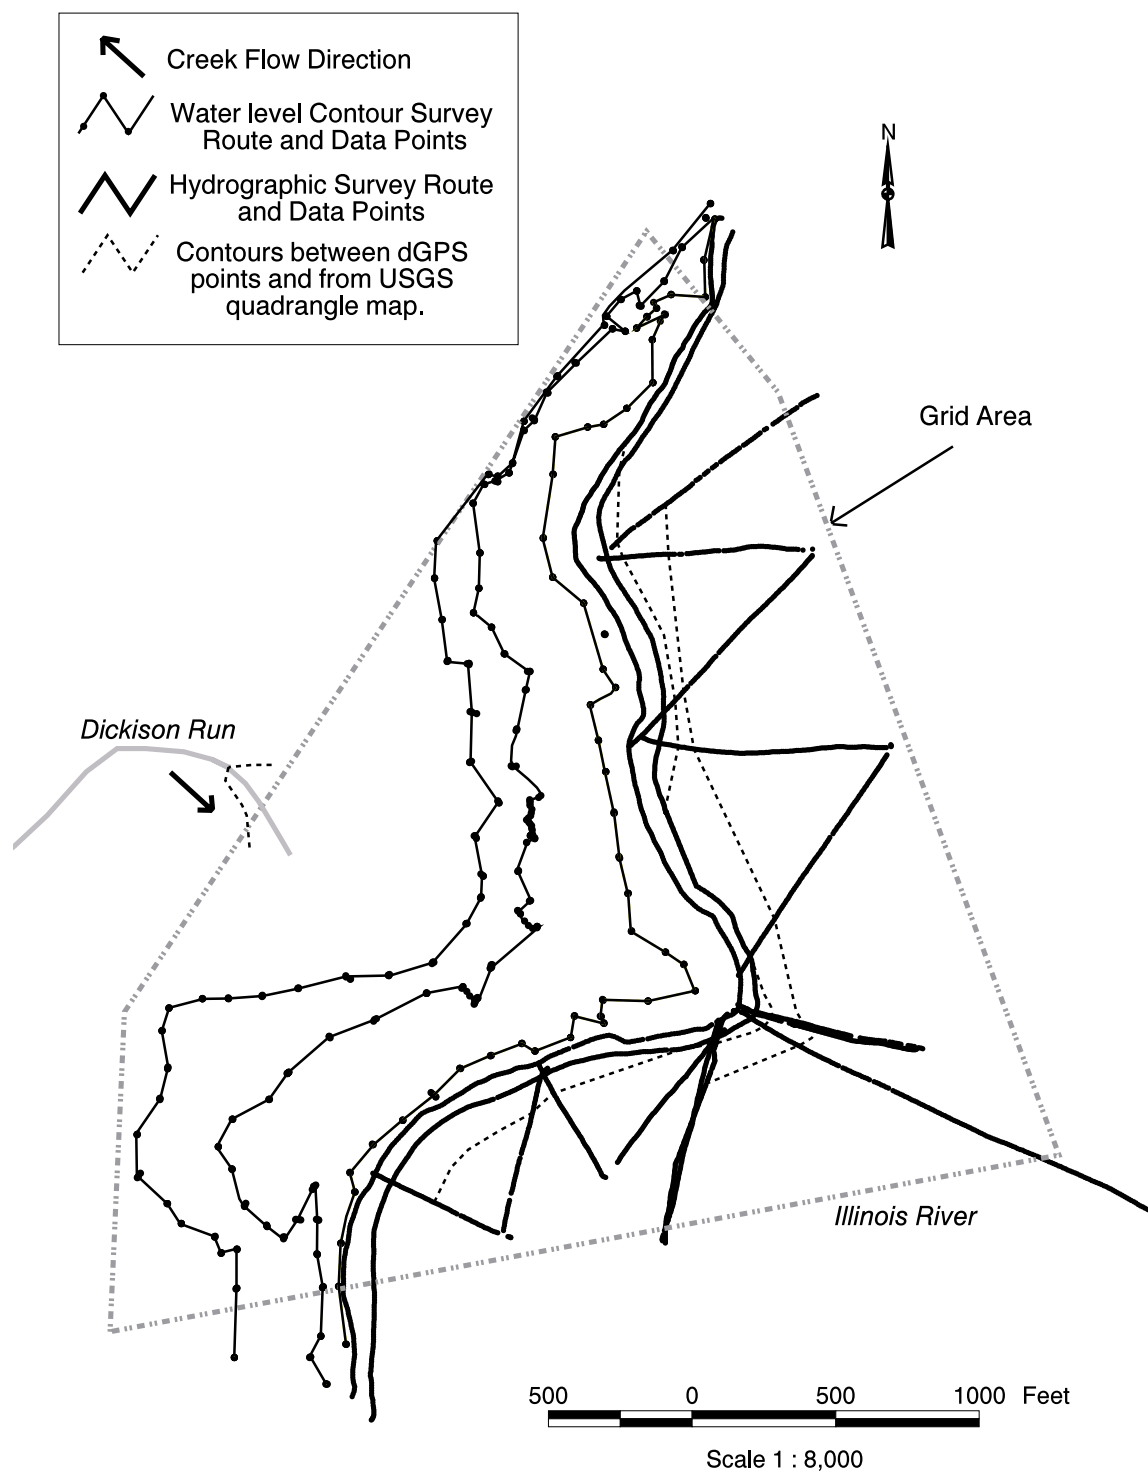 Creek Flow Direction
Water level Contour Survey
Route and Data Points
Hydrographic Survey Route
and Data Points
Contours between dGPS
points and from USGS
quadrangle map.
N
Grid Area
Dickison Run
Illinois River
500 0 500 1000 Feet
Scale 1 : 8,000